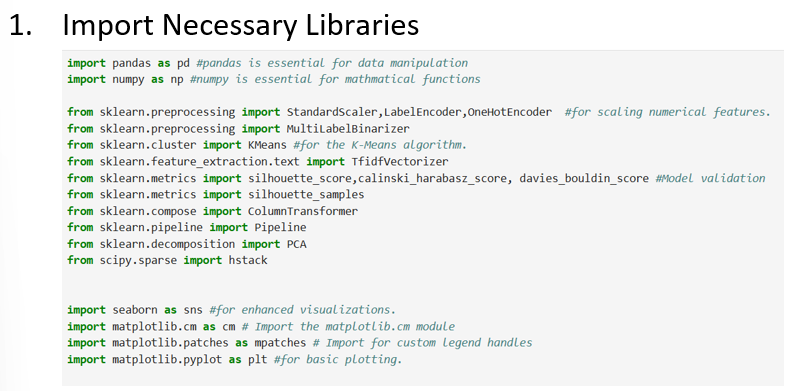 1. Import Necessary Libraries
import pandas as pd #pandas is essential for data manipulation
import numpy as np #numpy is essential for mathmatical functions
from sklearn.preprocessing import StandardScaler,LabelEncoder,OneHotEncoder  #for scaling numerical features.
from sklearn.preprocessing import MultiLabelBinarizer
from sklearn.cluster import KMeans #for the K-Means algorithm.
from sklearn.feature_extraction.text import TfidfVectorizer
from sklearn.metrics import silhouette_score,calinski_harabasz_score, davies_bouldin_score #Model validation
from sklearn.metrics import silhouette_samples
from sklearn.compose import ColumnTransformer
from sklearn.pipeline import Pipeline
from sklearn.decomposition import PCA
from scipy.sparse import hstack
import seaborn as sns #for enhanced visualizations.
import matplotlib.cm as cm # Import the matplotlib.cm module
import matplotlib.patches as mpatches # Import for custom legend handles
import matplotlib.pyplot as plt #for basic plotting.